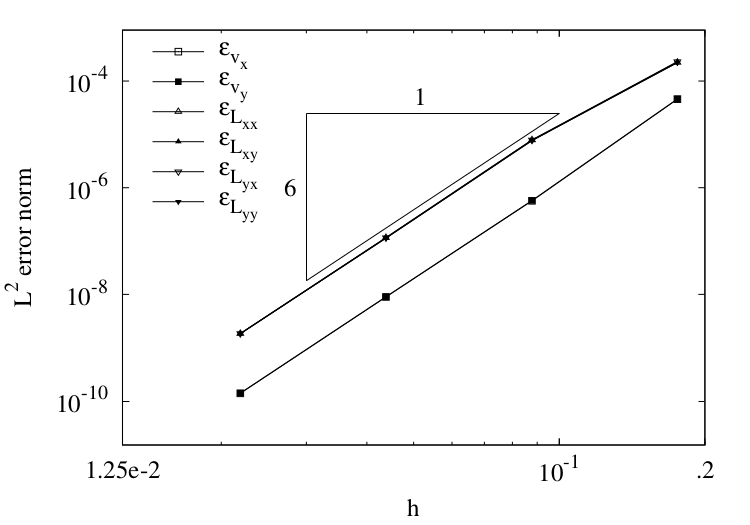 ε_{v_x}
ε_{v_y}
ε_{L_{xx}}
ε_{L_{xy}}
ε_{L_{yx}}
ε_{L_{yy}}
1
6
10^{-4}
10^{-6}
10^{-8}
10^{-10}
L^2 error norm
1.25e-2
10^{-1}
.2
h